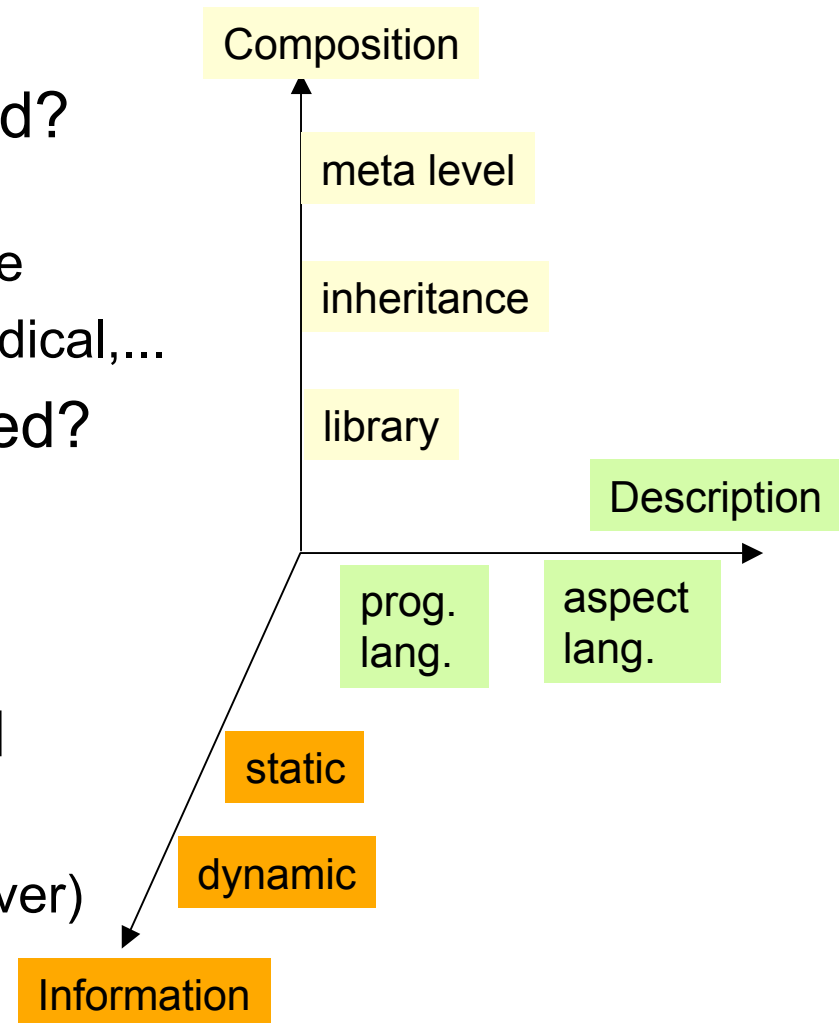 Composition
d?
meta level
e
inheritance
dical,...
ed?
library
Description
prog.
lang.
aspect
lang.
static
dynamic
ver)
Information